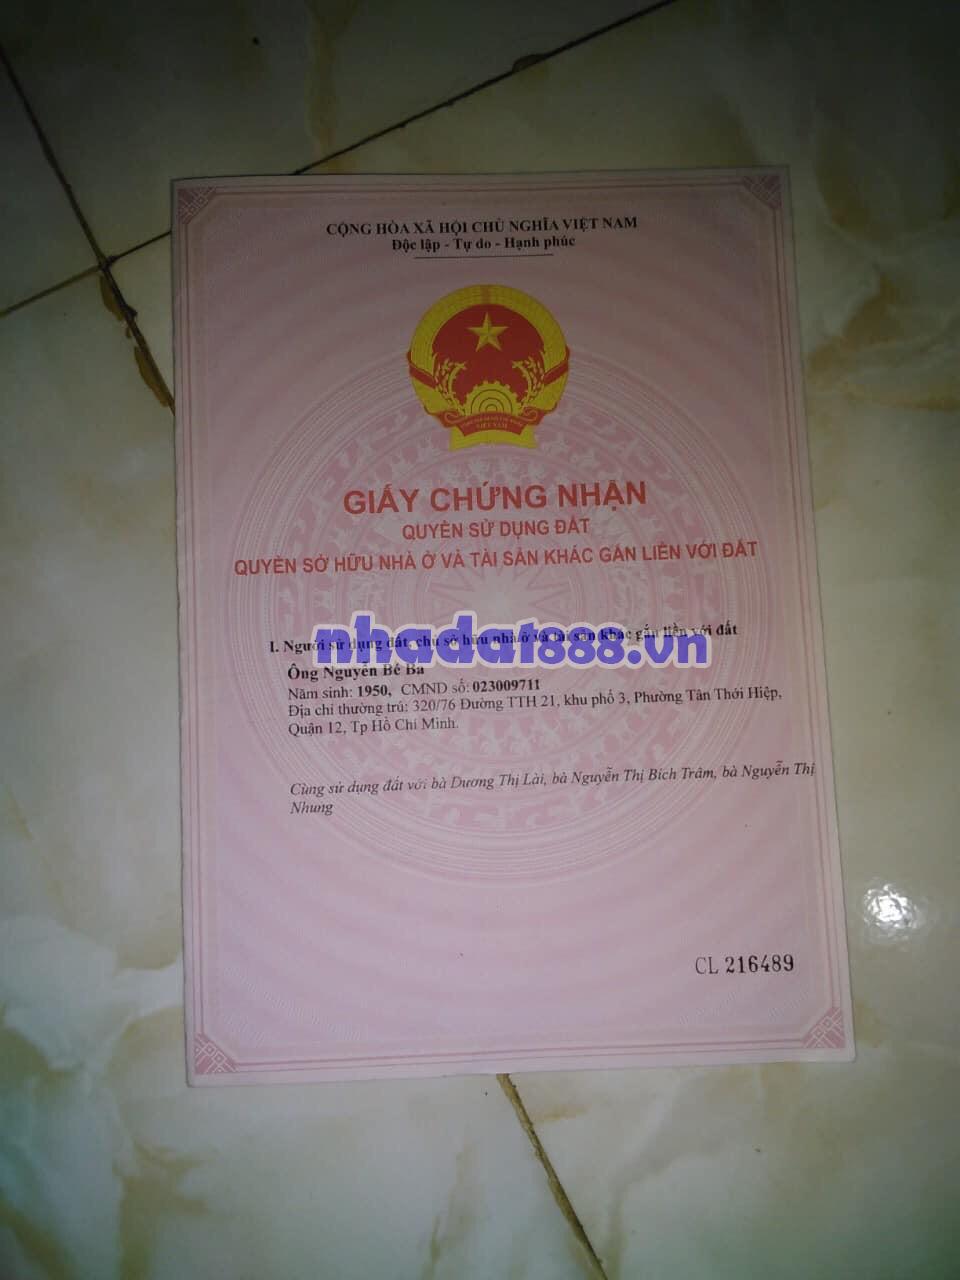 CỘNG HÒA XÃ HỘI CHỦ NGHĨA VIỆT NAM
Độc lập - Tự do - Hạnh phúc
VIỆT NAM
GIẤY CHỨNG NHẬN
QUYỀN SỬ DỤNG ĐẤT
QUYỀN SỞ HỮU NHÀ Ở VÀ TÀI SẢN KHÁC GẮN LIỀN VỚI ĐẤT
I. Người sử dụng đất, chủ sở hữu nhà ở và tài sản khác gắn liền với đất
nhadat888.vn
Ông Nguyễn Bé Ba
Năm sinh: 1950, CMND số: 023009711
Địa chỉ thường trú: 320/76 Đường TTH 21, khu phố 3, Phường Tân Thới Hiệp,
Quận 12, Tp Hồ Chí Minh.
Cùng sử dụng đất với bà Dương Thị Lài, bà Nguyễn Thị Bích Trâm, bà Nguyễn Thị
Nhung
CL 216489